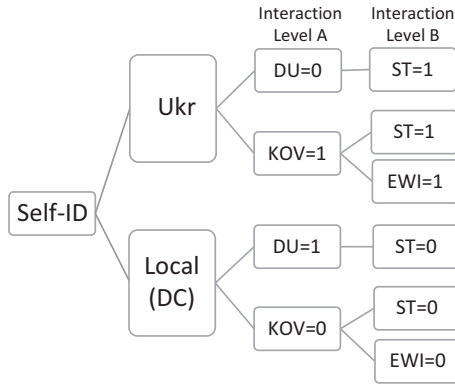 Interaction
Level A
Interaction
Level B
DU=0
ST=1
Ukr
ST=1
KOV=1
EWI=1
Self-ID
DU=1
ST=0
Local
(DC)
ST=0
KOV=0
EWI=0